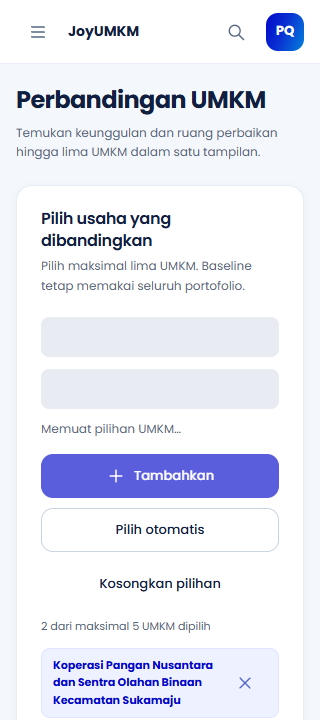 JoyUMKM
PQ
Perbandingan UMKM
Temukan keunggulan dan ruang perbaikan
hingga lima UMKM dalam satu tampilan.
Pilih usaha yang
dibandingkan
Pilih maksimal lima UMKM. Baseline
tetap memakai seluruh portofolio.
Memuat pilihan UMKM...
Tambahkan
Pilih otomatis
Kosongkan pilihan
2 dari maksimal 5 UMKM dipilih
Koperasi Pangan Nusantara
dan Sentra Olahan Binaan
Kecamatan Sukamaju